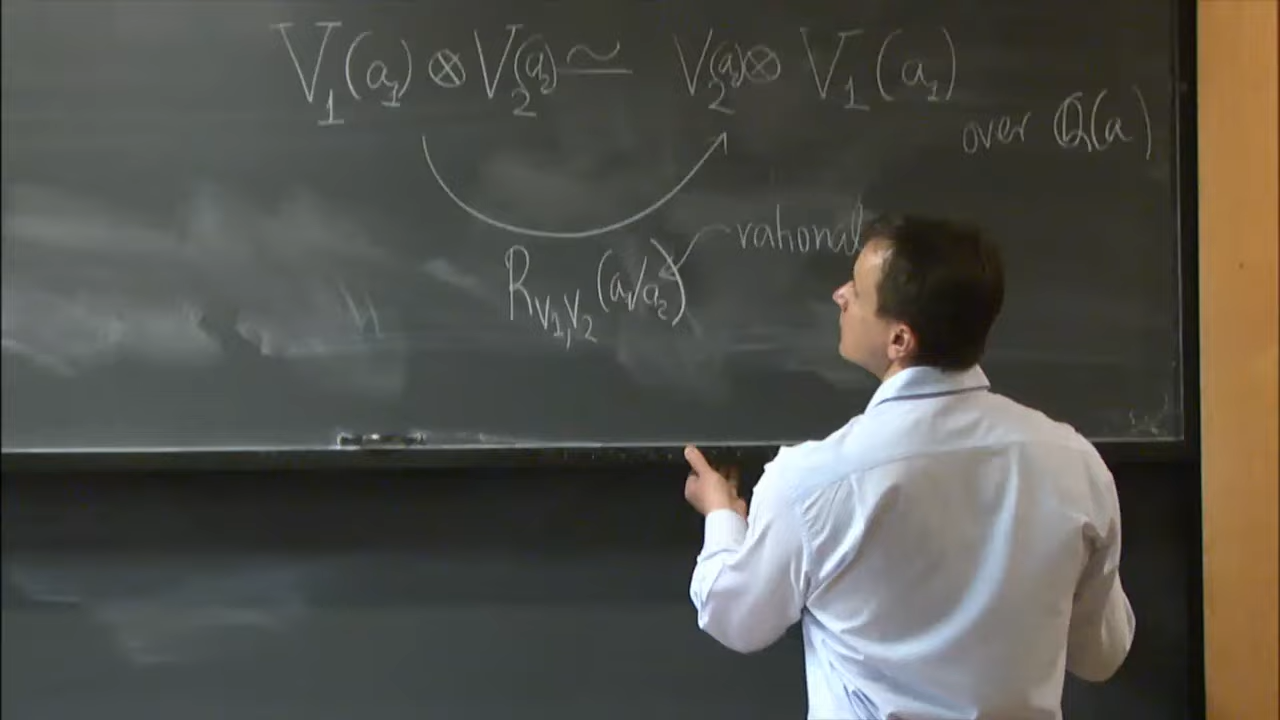 V₁(a₁) ⊗ V₂(a₂) ≃ V₂(a₂) ⊗ V₁(a₁)
over ℚ(a)
rational
R_{V₁,V₂}(a₁/a₂)